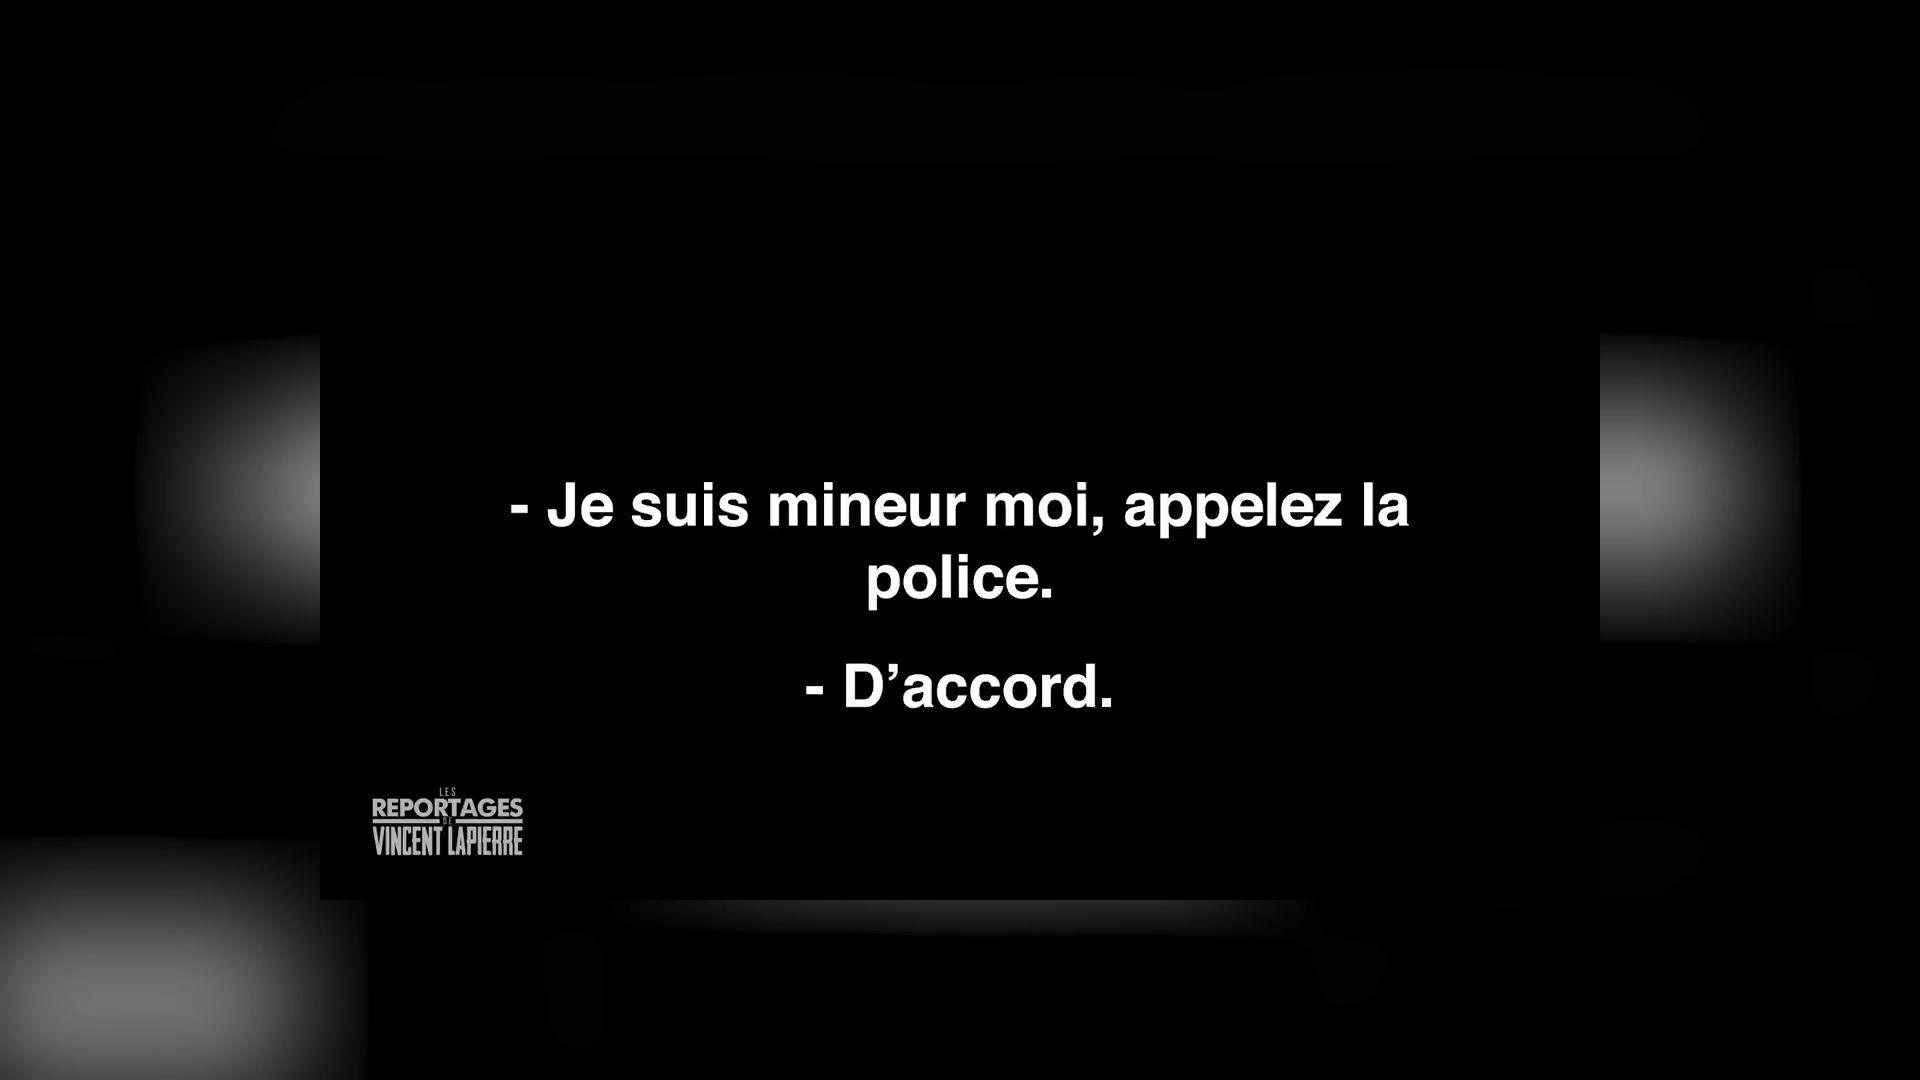 - Je suis mineur moi, appelez la
police.
- D’accord.
LES
REPORTAGES
DE
VINCENT LAPIERRE